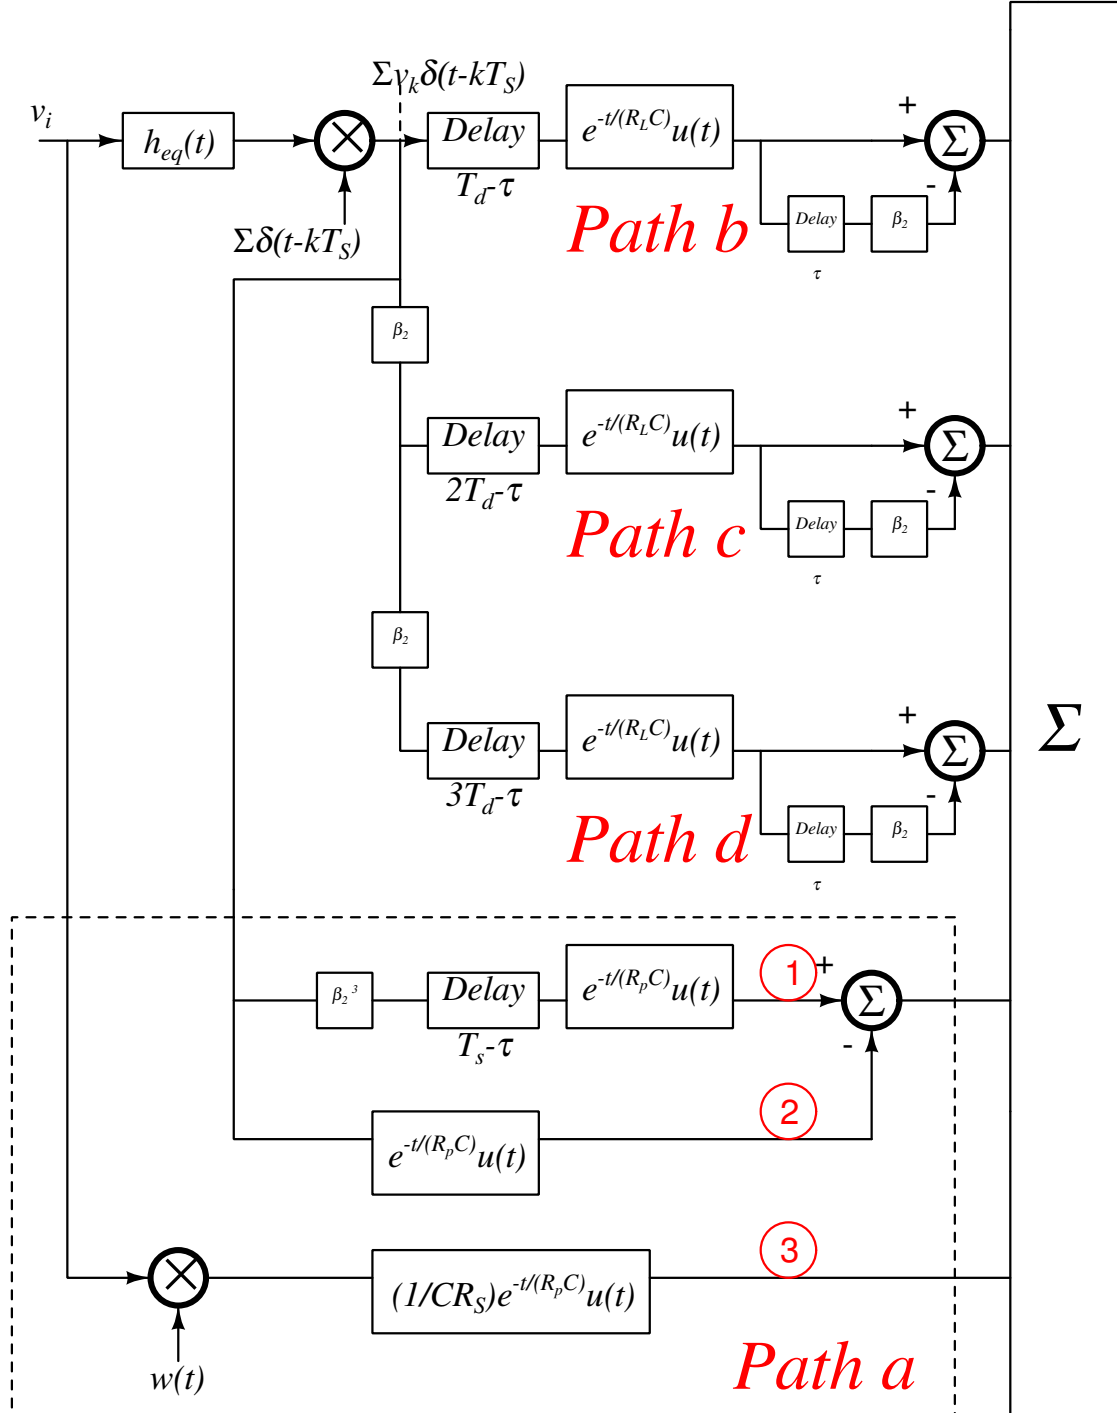 Σv_kδ(t-kT_S)
v_i
h_eq(t)
Delay
e^{-t/(R_LC)}u(t)
+
Σ
T_d-τ
-
Path b
Delay
β_2
Σδ(t-kT_S)
τ
β_2
Delay
e^{-t/(R_LC)}u(t)
+
Σ
2T_d-τ
-
Path c
Delay
β_2
τ
β_2
Delay
e^{-t/(R_LC)}u(t)
+
Σ
Σ
3T_d-τ
-
Path d
Delay
β_2
τ
β_2^3
Delay
e^{-t/(R_pC)}u(t)
1
+
Σ
T_s-τ
-
2
e^{-t/(R_pC)}u(t)
3
(1/CR_S)e^{-t/(R_pC)}u(t)
w(t)
Path a